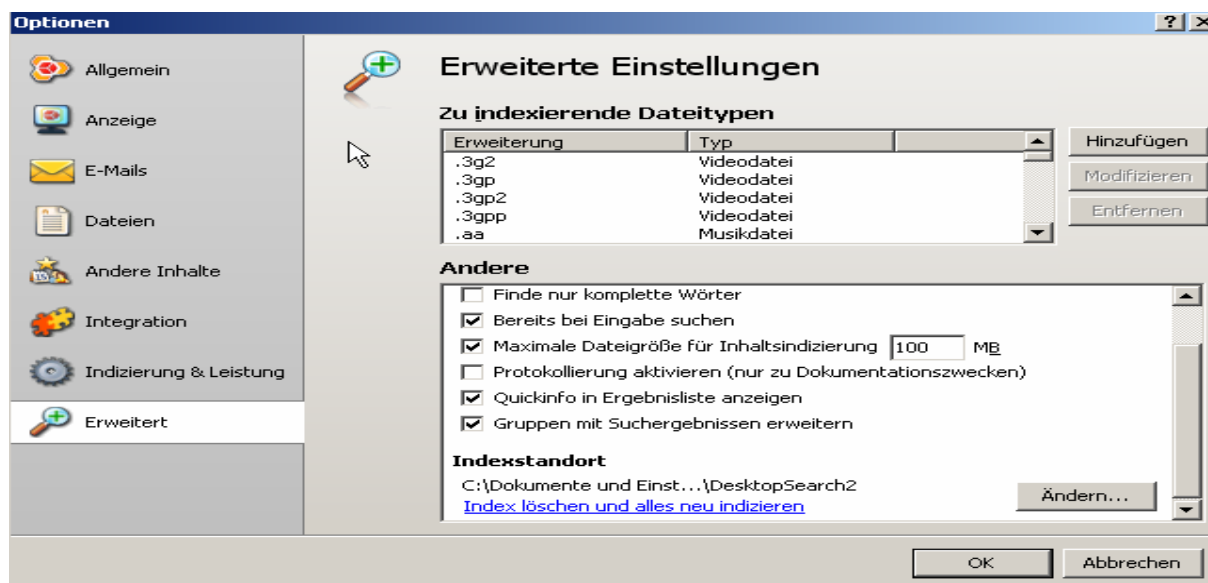 Optionen
Allgemein
Anzeige
E-Mails
Dateien
Andere Inhalte
Integration
Indizierung & Leistung
Erweitert
Erweiterte Einstellungen
Zu indexierende Dateitypen
Erweiterung Typ
.3g2 Videodatei
.3gp Videodatei
.3gp2 Videodatei
.3gpp Videodatei
.aa Musikdatei
Hinzufügen
Modifizieren
Entfernen
Andere
Finde nur komplette Wörter
Bereits bei Eingabe suchen
Maximale Dateigröße für Inhaltsindizierung 100 MB
Protokollierung aktivieren (nur zu Dokumentationszwecken)
Quickinfo in Ergebnisliste anzeigen
Gruppen mit Suchergebnissen erweitern
Indexstandort
C:\Dokumente und Einst...\DesktopSearch2
Ändern...
Index löschen und alles neu indizieren
OK
Abbrechen